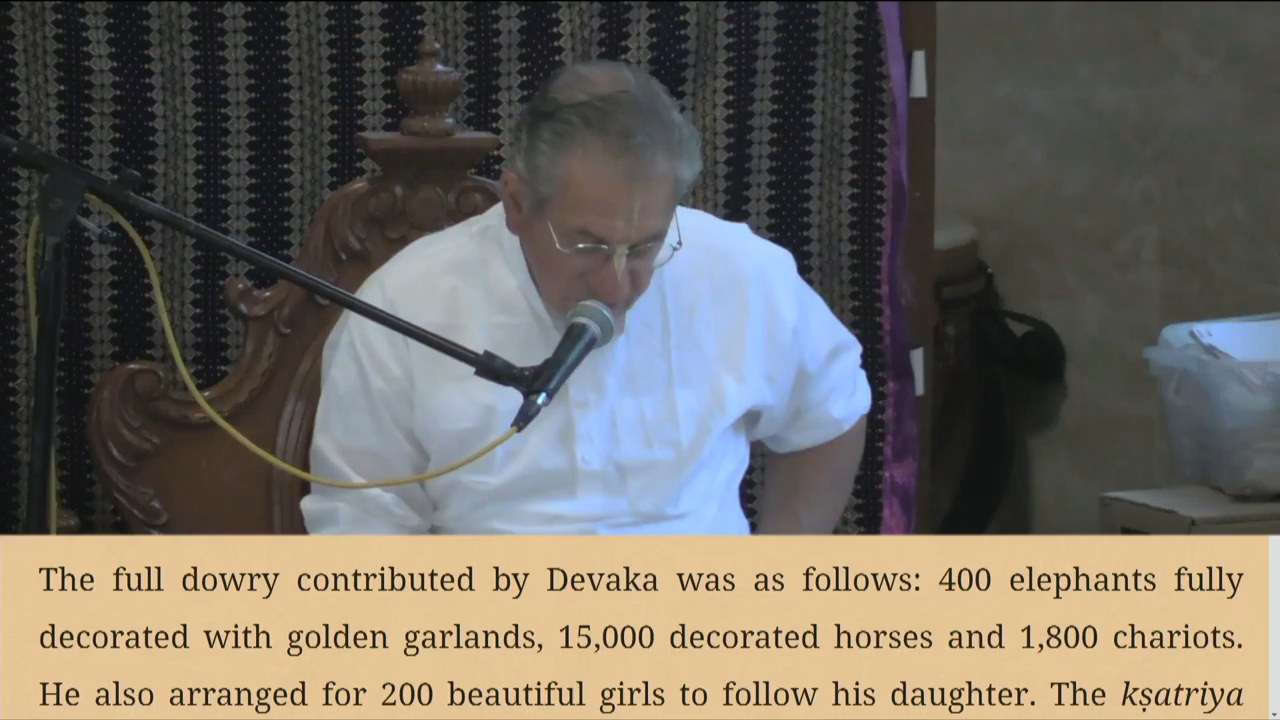 The full dowry contributed by Devaka was as follows: 400 elephants fully
decorated with golden garlands, 15,000 decorated horses and 1,800 chariots.
He also arranged for 200 beautiful girls to follow his daughter. The kṣatriya